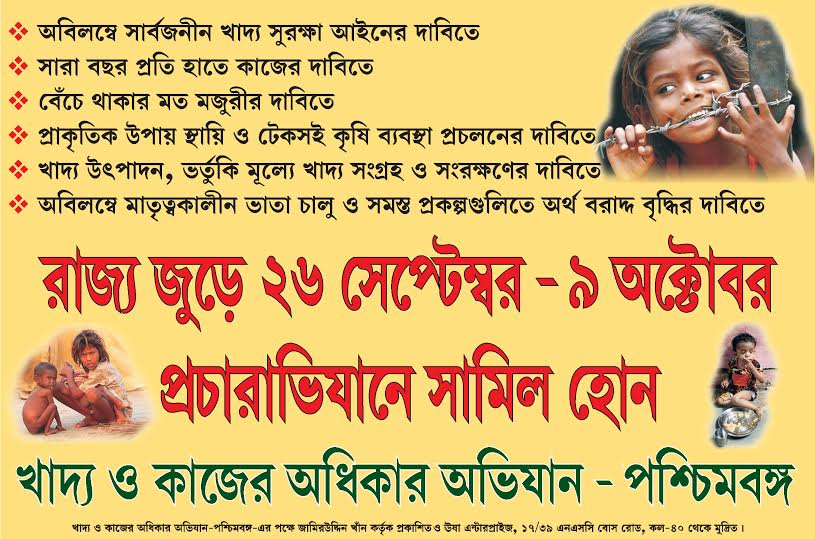 ❖ অবিলম্বে সার্বজনীন খাদ্য সুরক্ষা আইনের দাবিতে
❖ সারা বছর প্রতি হাতে কাজের দাবিতে
❖ বেঁচে থাকার মত মজুরীর দাবিতে
❖ প্রাকৃতিক উপায় স্থায়ি ও টেকসই কৃষি ব্যবস্থা প্রচলনের দাবিতে
❖ খাদ্য উৎপাদন, ভর্তুকি মূল্যে খাদ্য সংগ্রহ ও সংরক্ষণের দাবিতে
❖ অবিলম্বে মাতৃত্বকালীন ভাতা চালু ও সমস্ত প্রকল্পগুলিতে অর্থ বরাদ্দ বৃদ্ধির দাবিতে
রাজ্য জুড়ে ২৬ সেপ্টেম্বর - ৯ অক্টোবর
প্রচারাভিযানে সামিল হোন
খাদ্য ও কাজের অধিকার অভিযান - পশ্চিমবঙ্গ
খাদ্য ও কাজের অধিকার অভিযান-পশ্চিমবঙ্গ-এর পক্ষে জামিরউদ্দিন খাঁন কর্তৃক প্রকাশিত ও ঊষা এন্টারপ্রাইজ, ১৭/৩৯ এনএসসি বোস রোড, কল-৪০ থেকে মুদ্রিত।